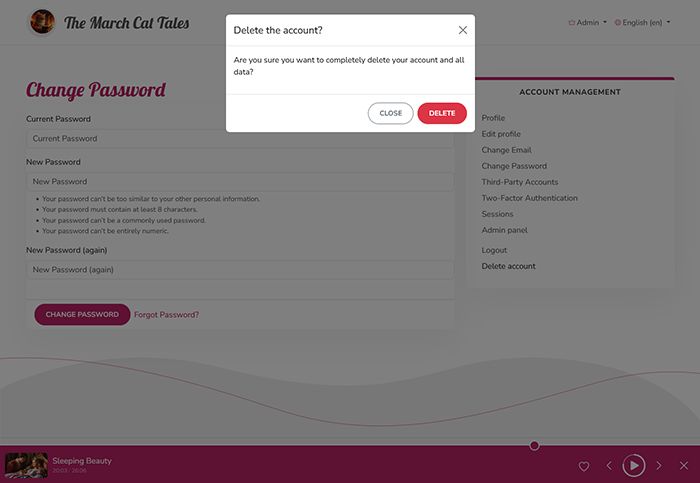 The March Cat Tales
Admin
English (en)
Delete the account?
Are you sure you want to completely delete your account and all
data?
CLOSE
DELETE
Change Password
Current Password
Current Password
New Password
New Password
Your password can't be too similar to your other personal information.
Your password must contain at least 8 characters.
Your password can't be a commonly used password.
Your password can't be entirely numeric.
New Password (again)
New Password (again)
CHANGE PASSWORD
Forgot Password?
ACCOUNT MANAGEMENT
Profile
Edit profile
Change Email
Change Password
Third-Party Accounts
Two-Factor Authentication
Sessions
Admin panel
Logout
Delete account
Sleeping Beauty
20:03 / 26:06